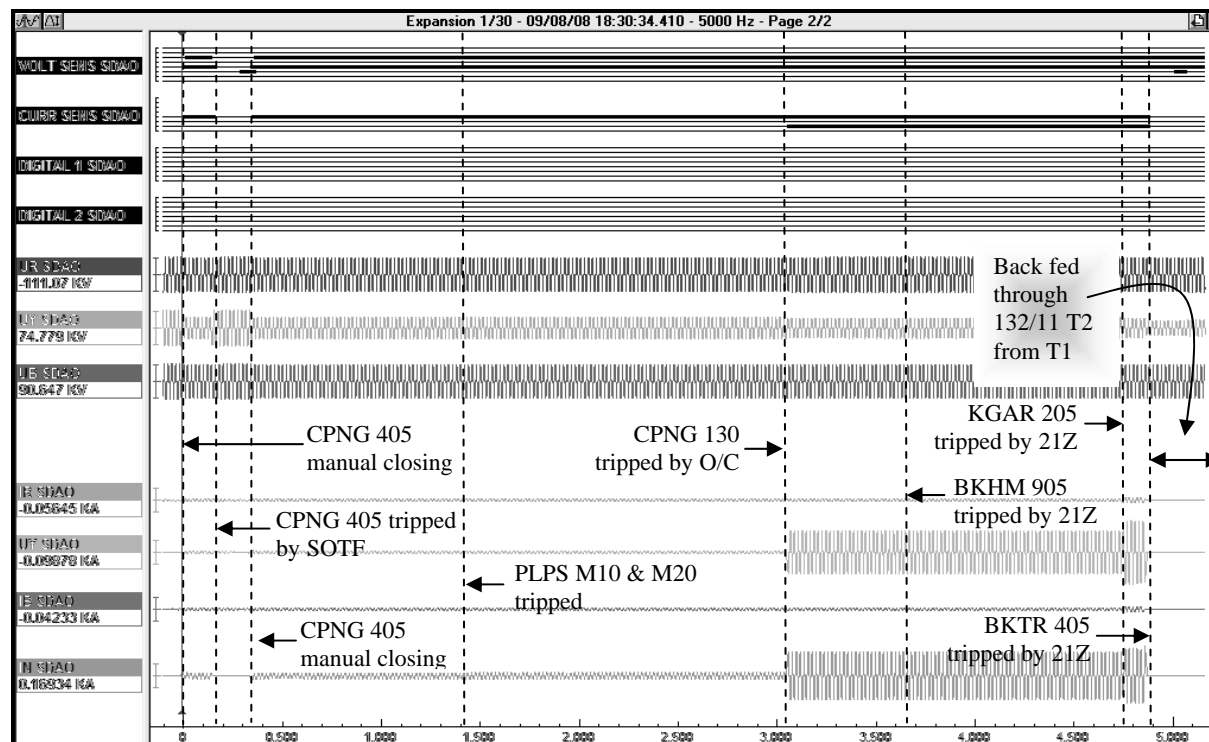 Expansion 1/30 - 09/08/08 18:30:34.410 - 5000 Hz - Page 2/2
VOLT SENS SDAO
CURR SENS SDAO
DIGITAL 1 SDAO
DIGITAL 2 SDAO
UR SDAO
-111.07 KV
UY SDAO
74.779 KV
UB SDAO
90.647 KV
Back fed
through
132/11 T2
from T1
CPNG 405
manual closing
CPNG 130
tripped by O/C
KGAR 205
tripped by 21Z
SDAO
-0.05645 KA
CPNG 405 tripped
by SOTF
BKHM 905
tripped by 21Z
SDAO
-0.09878 KA
PLPS M10 & M20
tripped
SDAO
-0.04233 KA
CPNG 405
manual closing
BKTR 405
tripped by 21Z
IN SDAO
0.16934 KA
0 0.500 1.000 1.500 2.000 2.500 3.000 3.500 4.000 4.500 5.000